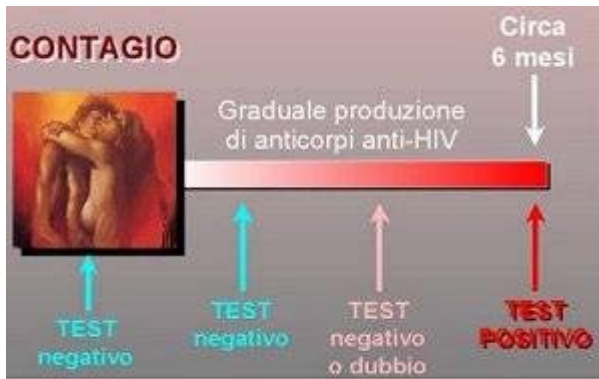 CONTAGIO
Circa
6 mesi
Graduale produzione
di anticorpi anti-HIV
TEST
negativo
TEST
negativo
TEST
negativo
o dubbio
TEST
POSITIVO